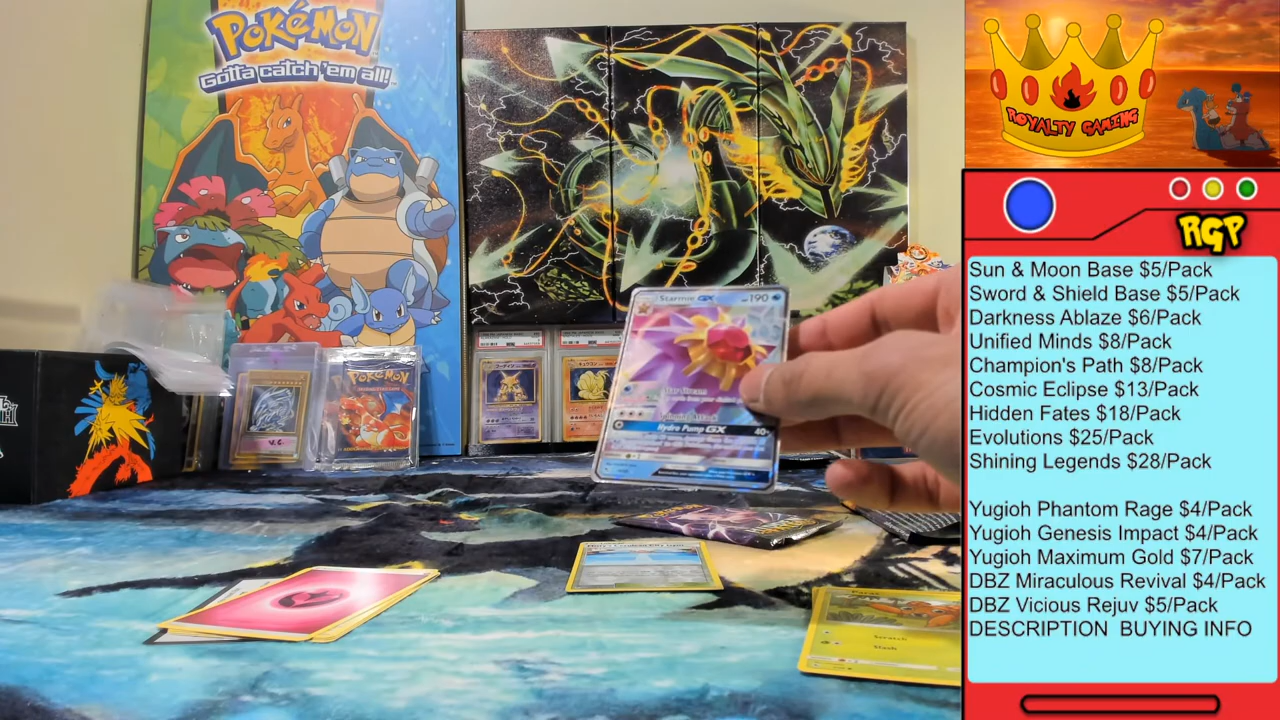 POKéMON
Gotta catch 'em all!
ROYALTY GAMING
RGP
Sun & Moon Base $5/Pack
Sword & Shield Base $5/Pack
Darkness Ablaze $6/Pack
Unified Minds $8/Pack
Champion's Path $8/Pack
Cosmic Eclipse $13/Pack
Hidden Fates $18/Pack
Evolutions $25/Pack
Shining Legends $28/Pack
Yugioh Phantom Rage $4/Pack
Yugioh Genesis Impact $4/Pack
Yugioh Maximum Gold $7/Pack
DBZ Miraculous Revival $4/Pack
DBZ Vicious Rejuv $5/Pack
DESCRIPTION BUYING INFO
Starmie GX 190
Hydro Pump GX 40
POKéMON
V.G.
Paras
Scratch
Slash